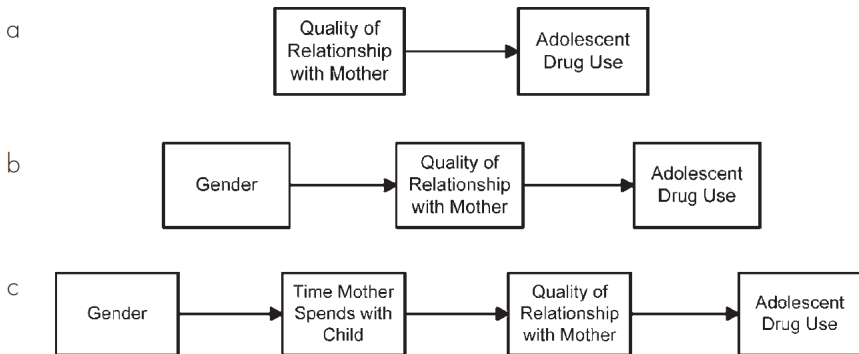 a
Quality of
Relationship
with Mother
Adolescent
Drug Use
b
Gender
Quality of
Relationship
with Mother
Adolescent
Drug Use
c
Gender
Time Mother
Spends with
Child
Quality of
Relationship
with Mother
Adolescent
Drug Use